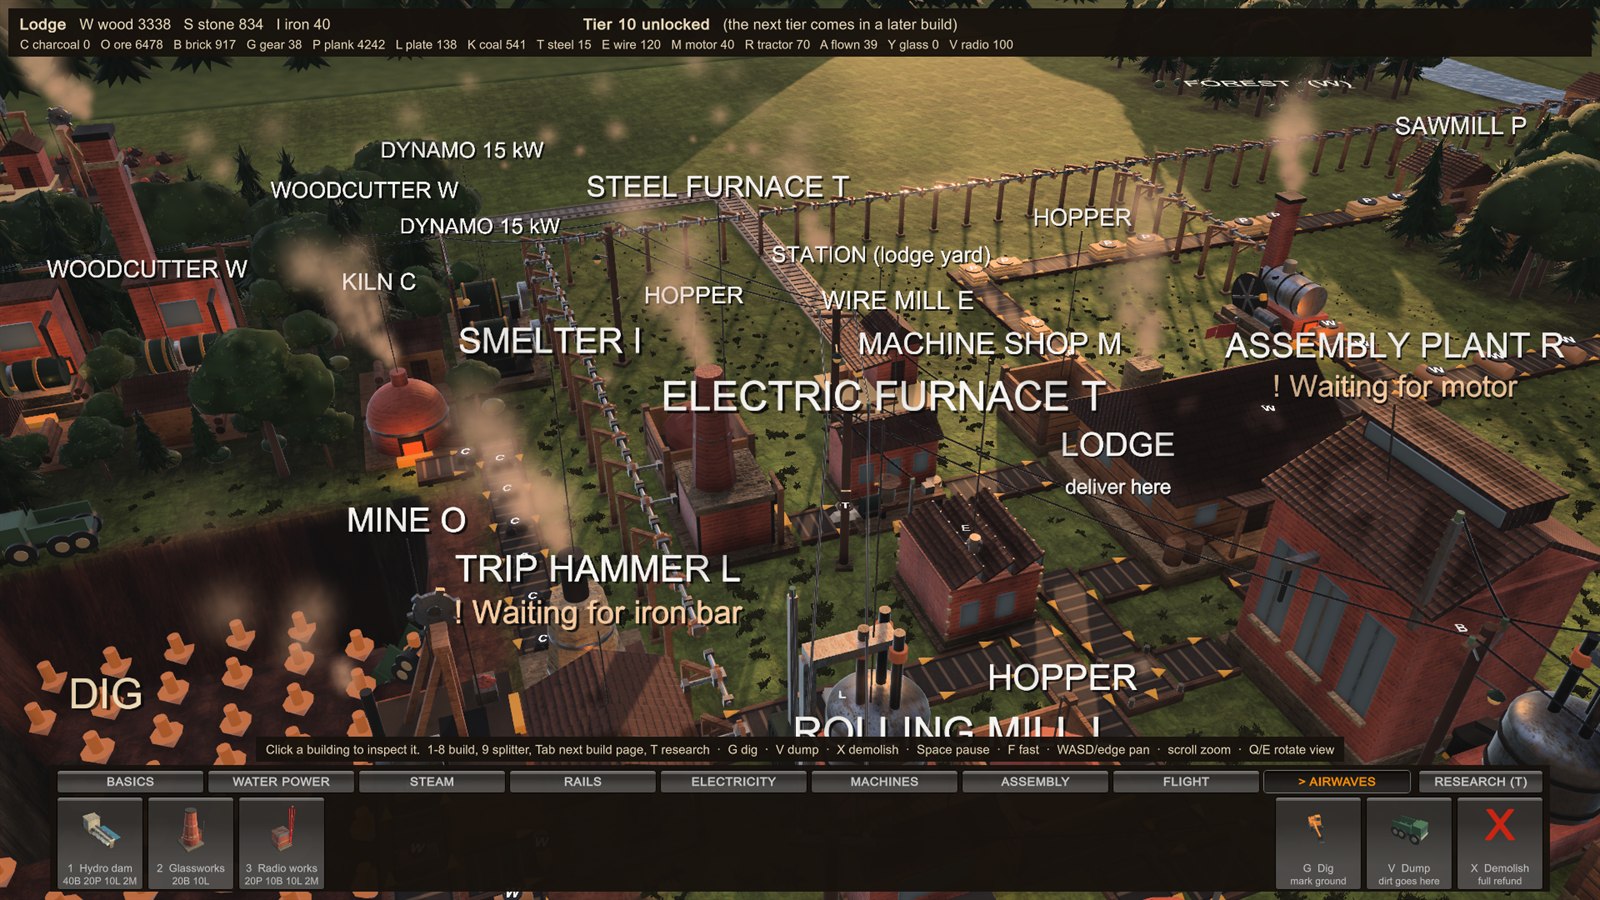 Lodge W wood 3338 S stone 834 I iron 40
Tier 10 unlocked (the next tier comes in a later build)
C charcoal 0 O ore 6478 B brick 917 G gear 38 P plank 4242 L plate 138 K coal 541 T steel 15 E wire 120 M motor 40 R tractor 70 A flown 39 Y glass 0 V radio 100
FOREST (W)
SAWMILL P
DYNAMO 15 kW
WOODCUTTER W
STEEL FURNACE T
DYNAMO 15 kW
HOPPER
STATION (lodge yard)
WOODCUTTER W
KILN C
HOPPER
WIRE MILL E
SMELTER I
MACHINE SHOP M
ASSEMBLY PLANT R
! Waiting for motor
ELECTRIC FURNACE T
LODGE
deliver here
MINE O
TRIP HAMMER L
! Waiting for iron bar
HOPPER
DIG
ROLLING MILL L
Click a building to inspect it. 1-8 build, 9 splitter, Tab next build page, T research · G dig · V dump · X demolish · Space pause · F fast · WASD/edge pan · scroll zoom · Q/E rotate view
BASICS
WATER POWER
STEAM
RAILS
ELECTRICITY
MACHINES
ASSEMBLY
FLIGHT
> AIRWAVES
RESEARCH (T)
1 Hydro dam
40B 20P 10L 2M
2 Glassworks
20B 10L
3 Radio works
20P 10B 10L 2M
G Dig
mark ground
V Dump
dirt goes here
X Demolish
full refund